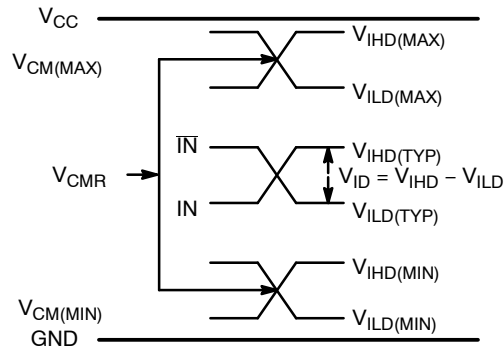 V_CC
V_IHD(MAX)
V_CM(MAX)
V_ILD(MAX)
I̅N̅
V_IHD(TYP)
V_CMR
V_ID = V_IHD – V_ILD
IN
V_ILD(TYP)
V_IHD(MIN)
V_CM(MIN)
V_ILD(MIN)
GND